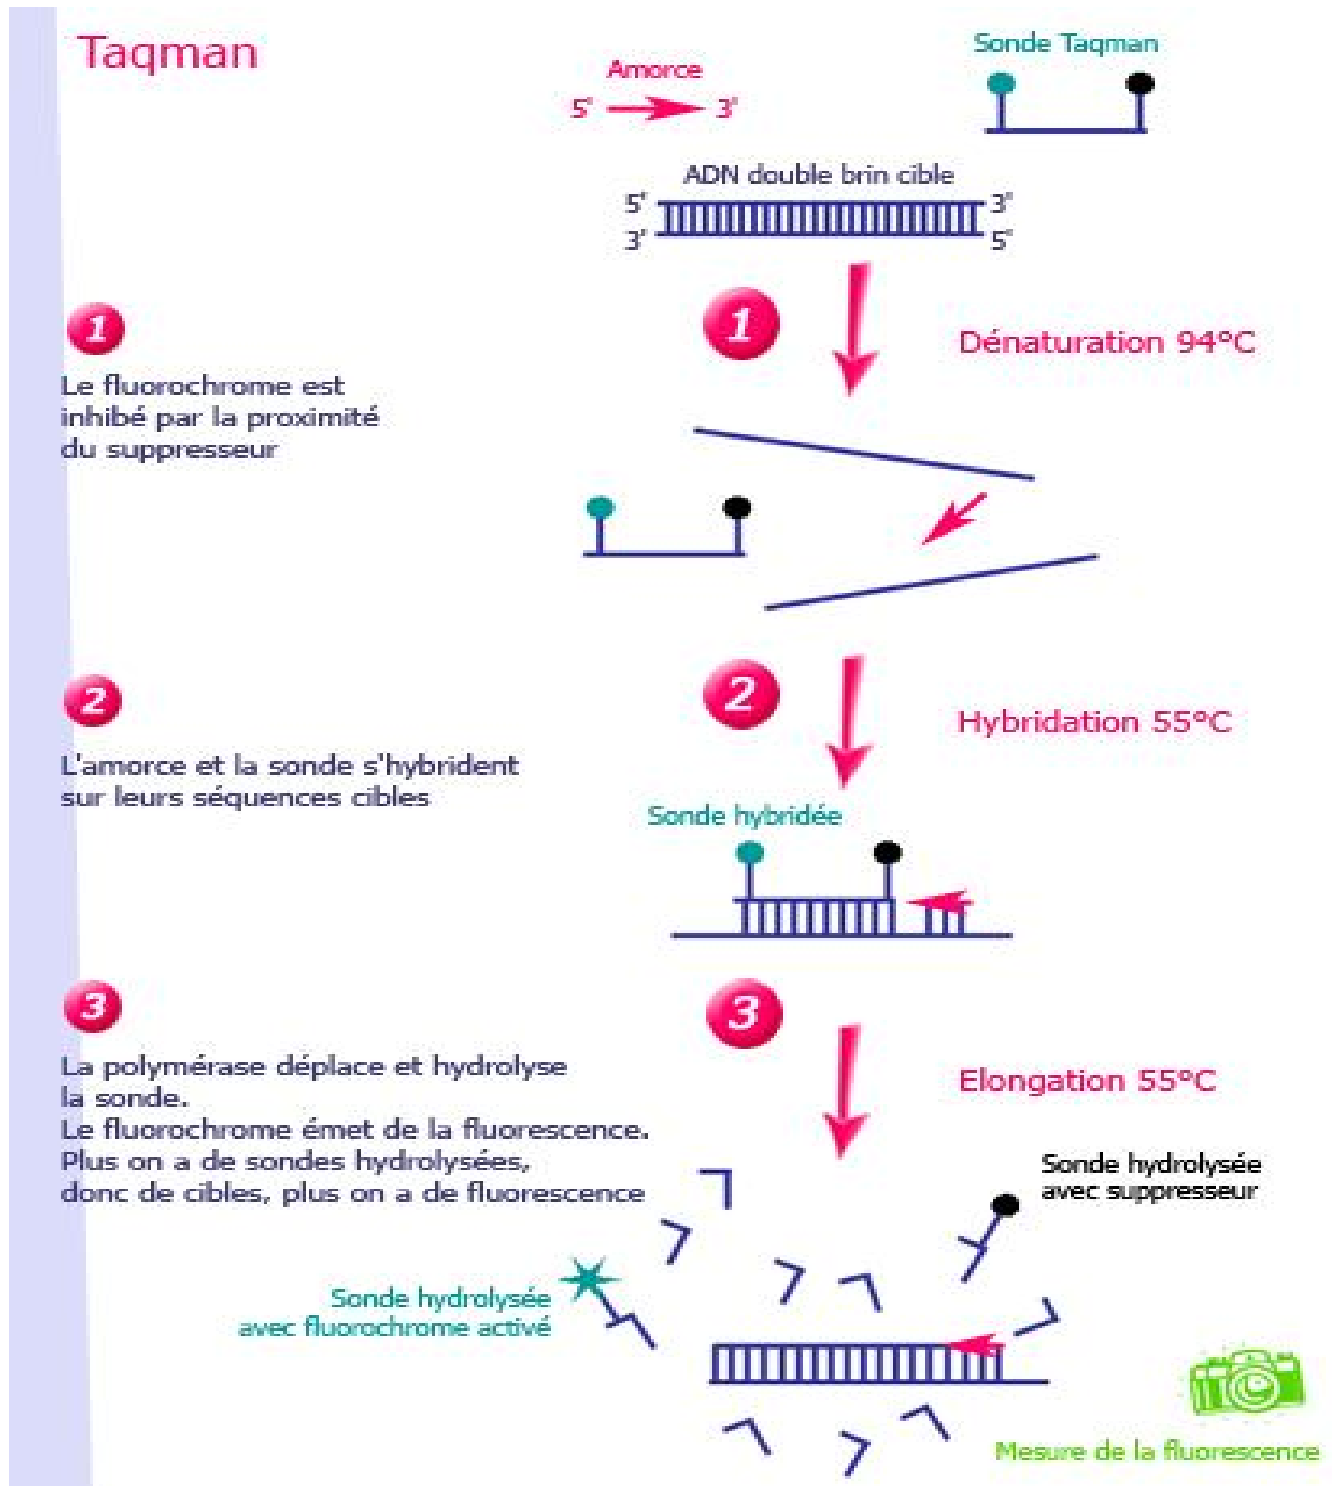 Taqman
Sonde Taqman
Amorce
5' 3'
ADN double brin cible
5' 3'
3' 5'
1
Le fluorochrome est
inhibé par la proximité
du suppresseur
1
Dénaturation 94°C
2
L'amorce et la sonde s'hybrident
sur leurs séquences cibles
2
Hybridation 55°C
Sonde hybridée
3
La polymérase déplace et hydrolyse
la sonde.
Le fluorochrome émet de la fluorescence.
Plus on a de sondes hydrolysées,
donc de cibles, plus on a de fluorescence
3
Elongation 55°C
Sonde hydrolysée
avec suppresseur
Sonde hydrolysée
avec fluorochrome activé
Mesure de la fluorescence